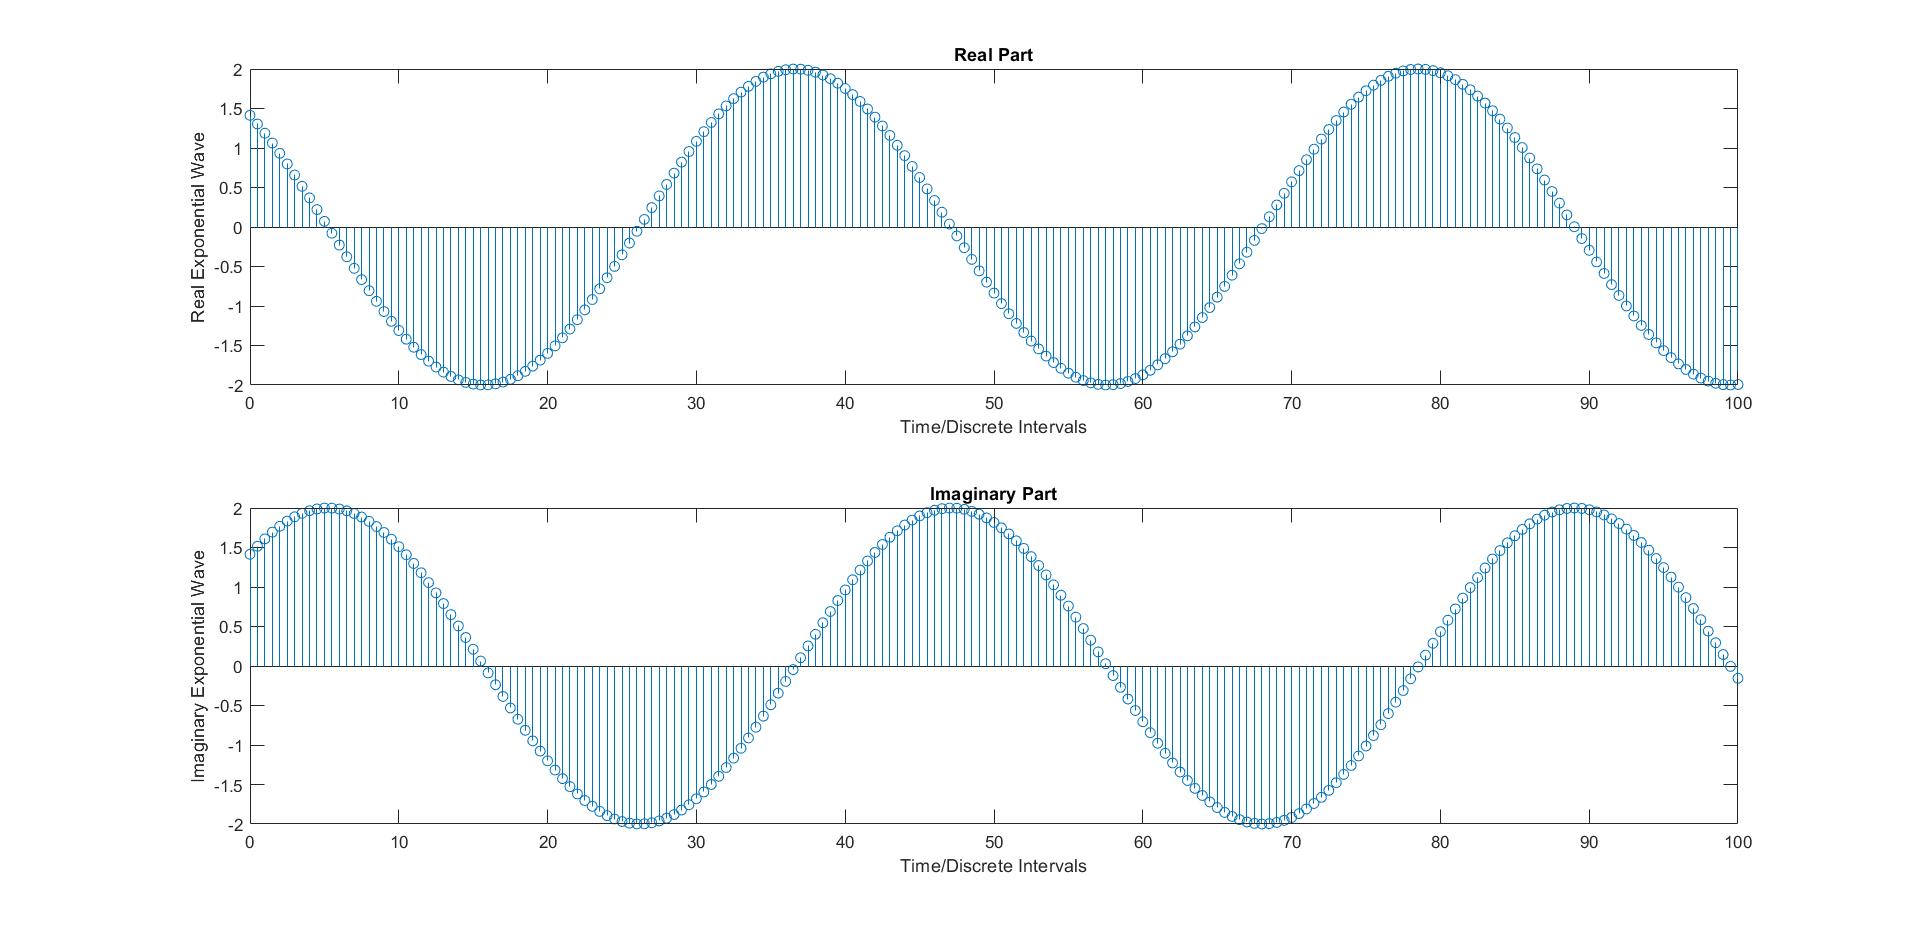 Real Part
2
1.5
1
0.5
0
-0.5
-1
-1.5
-2
Real Exponential Wave
0 10 20 30 40 50 60 70 80 90 100
Time/Discrete Intervals
Imaginary Part
2
1.5
1
0.5
0
-0.5
-1
-1.5
-2
Imaginary Exponential Wave
0 10 20 30 40 50 60 70 80 90 100
Time/Discrete Intervals